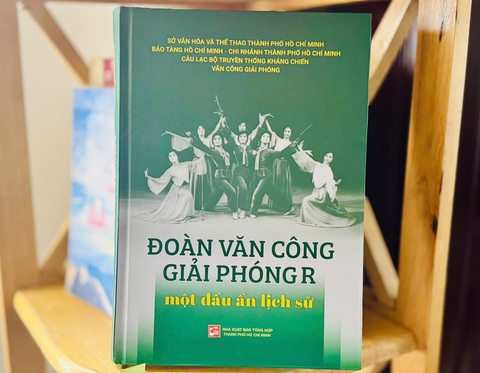 SỞ VĂN HÓA VÀ THỂ THAO THÀNH PHỐ HỒ CHÍ MINH
BẢO TÀNG HỒ CHÍ MINH - CHI NHÁNH THÀNH PHỐ HỒ CHÍ MINH
CÂU LẠC BỘ TRUYỀN THỐNG KHÁNG CHIẾN
VĂN CÔNG GIẢI PHÓNG
ĐOÀN VĂN CÔNG
GIẢI PHÓNG R
một dấu ấn lịch sử
NHÀ XUẤT BẢN TỔNG HỢP
THÀNH PHỐ HỒ CHÍ MINH